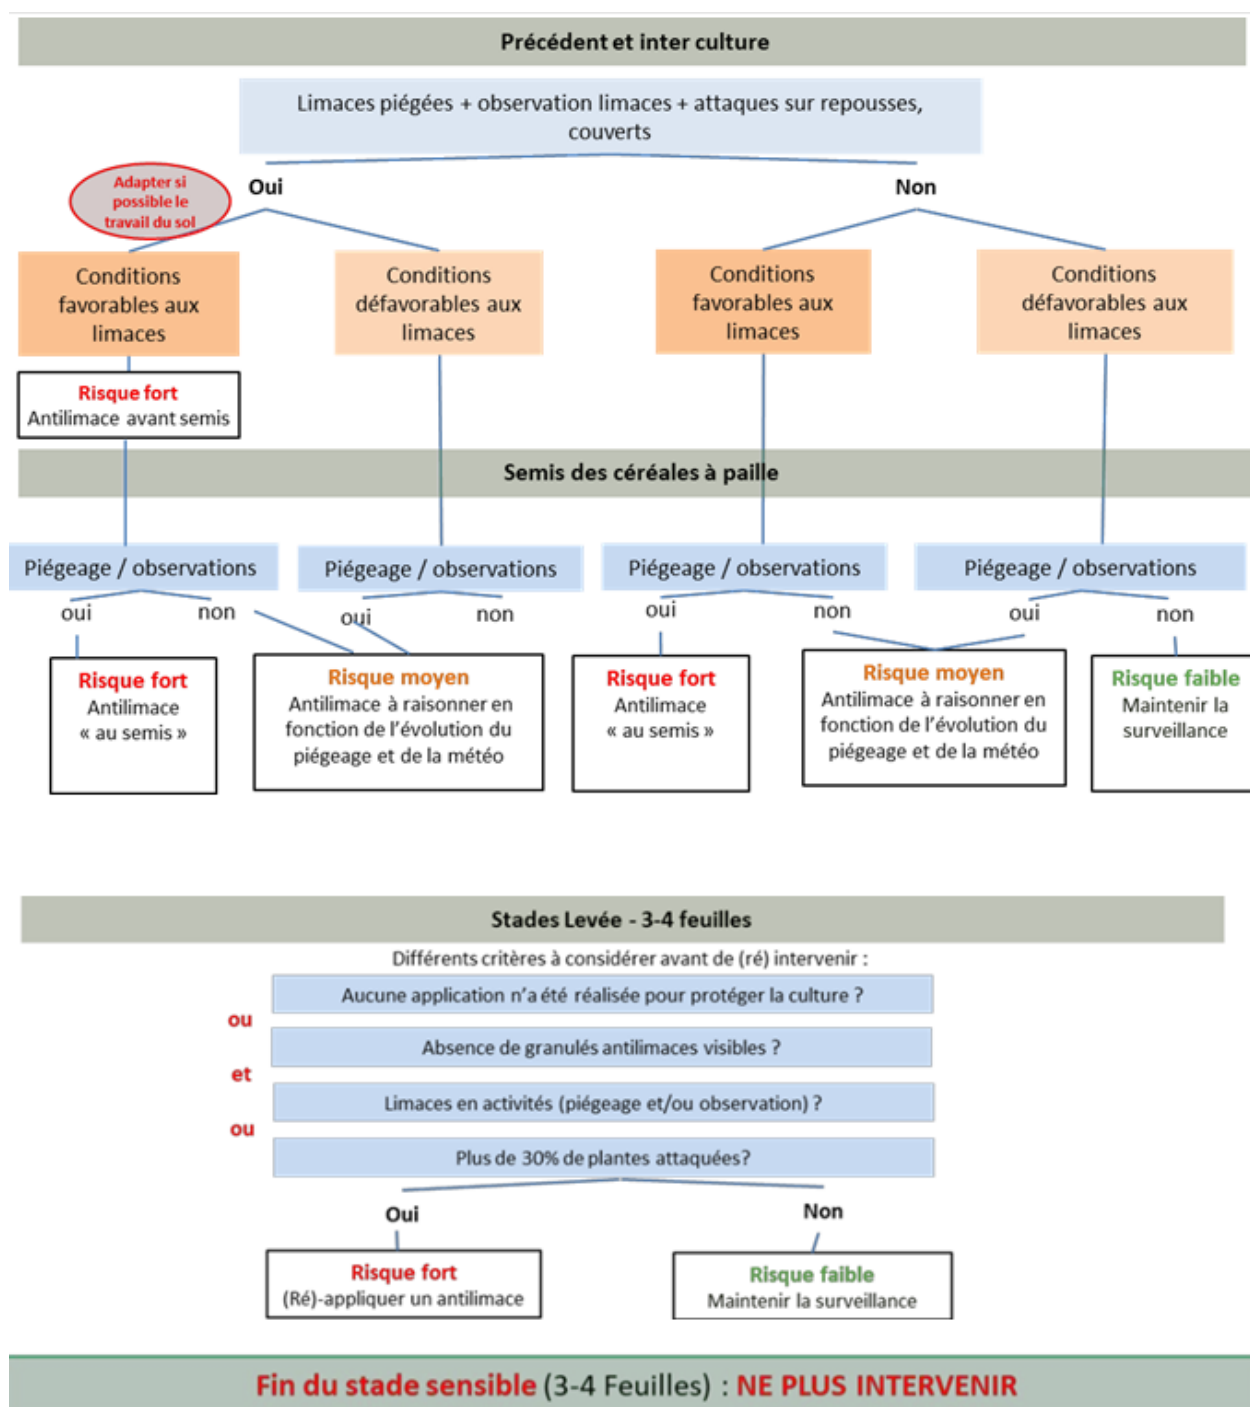 Précédent et inter culture
Limaces piégées + observation limaces + attaques sur repousses,
couverts
Adapter si
possible le
travail du sol
Oui
Non
Conditions
favorables aux
limaces
Conditions
défavorables aux
limaces
Conditions
favorables aux
limaces
Conditions
défavorables aux
limaces
Risque fort
Antilimace avant semis
Semis des céréales à paille
Piégeage / observations
Piégeage / observations
Piégeage / observations
Piégeage / observations
oui
non
oui
non
oui
non
oui
non
Risque fort
Antilimace
« au semis »
Risque moyen
Antilimace à raisonner en
fonction de l'évolution du
piégeage et de la météo
Risque fort
Antilimace
« au semis »
Risque moyen
Antilimace à raisonner en
fonction de l'évolution du
piégeage et de la météo
Risque faible
Maintenir la
surveillance
Stades Levée - 3-4 feuilles
Différents critères à considérer avant de (ré) intervenir :
Aucune application n'a été réalisée pour protéger la culture ?
ou
Absence de granulés antilimaces visibles ?
et
Limaces en activités (piégeage et/ou observation) ?
ou
Plus de 30% de plantes attaquées?
Oui
Non
Risque fort
(Ré)-appliquer un antilimace
Risque faible
Maintenir la surveillance
Fin du stade sensible (3-4 Feuilles) : NE PLUS INTERVENIR